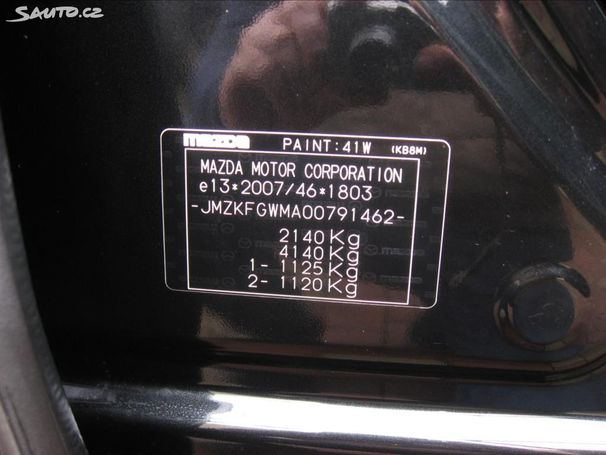 SAUTO.CZ
mazda PAINT:41W (KB8M)
MAZDA MOTOR CORPORATION
e13*2007/46*1803
-JMZKFGWMA00791462-
2140Kg
4140Kg
1- 1125Kg
2- 1120Kg